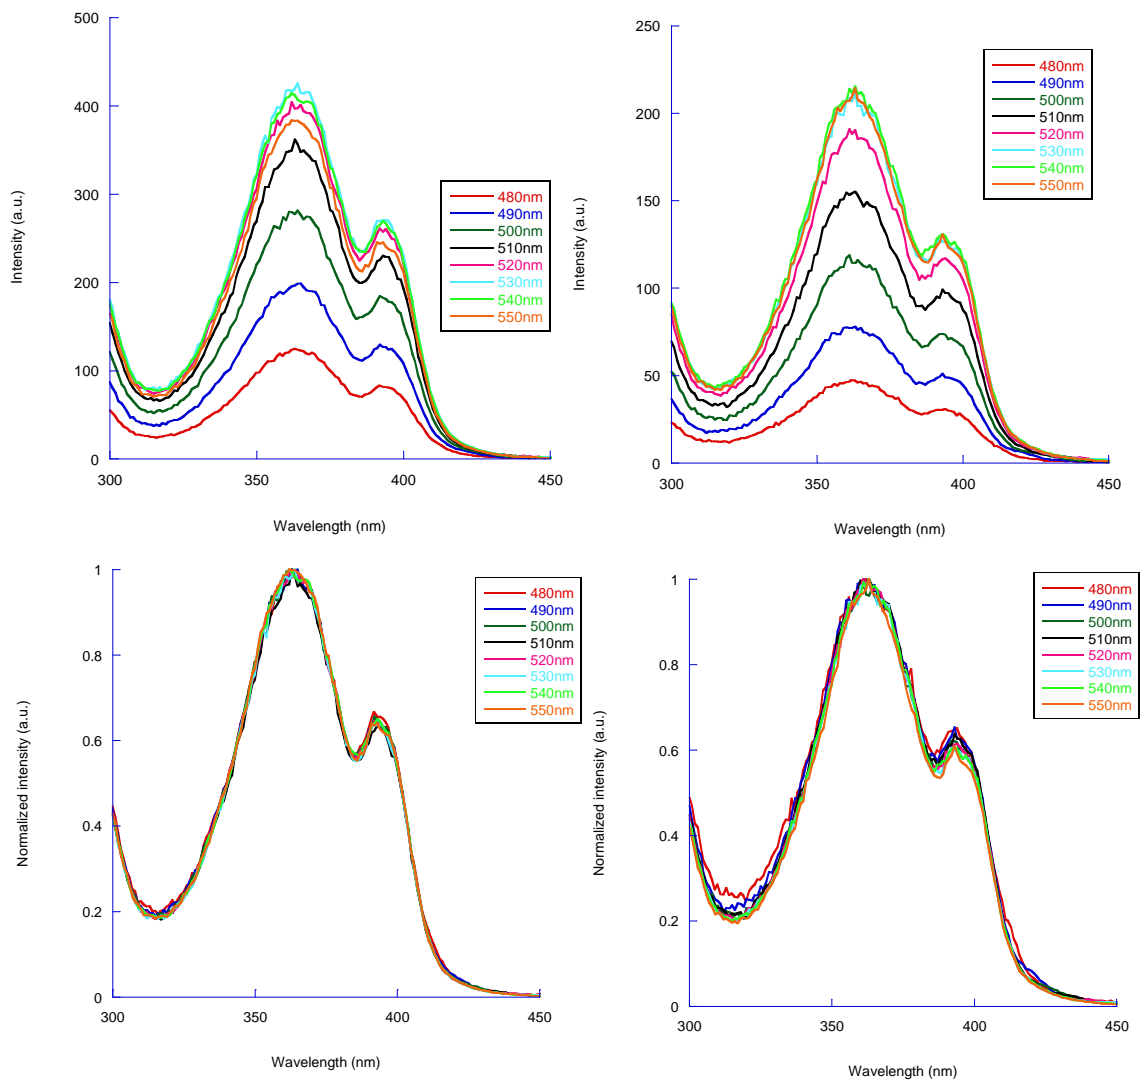 500
400
300
200
100
0
300
350
400
450
Intensity (a.u.)
Wavelength (nm)
480nm
490nm
500nm
510nm
520nm
530nm
540nm
550nm
250
200
150
100
50
0
300
350
400
450
Intensity (a.u.)
Wavelength (nm)
480nm
490nm
500nm
510nm
520nm
530nm
540nm
550nm
1
0.8
0.6
0.4
0.2
0
300
350
400
450
Normalized intensity (a.u.)
Wavelength (nm)
480nm
490nm
500nm
510nm
520nm
530nm
540nm
550nm
1
0.8
0.6
0.4
0.2
0
300
350
400
450
Normalized intensity (a.u.)
Wavelength (nm)
480nm
490nm
500nm
510nm
520nm
530nm
540nm
550nm